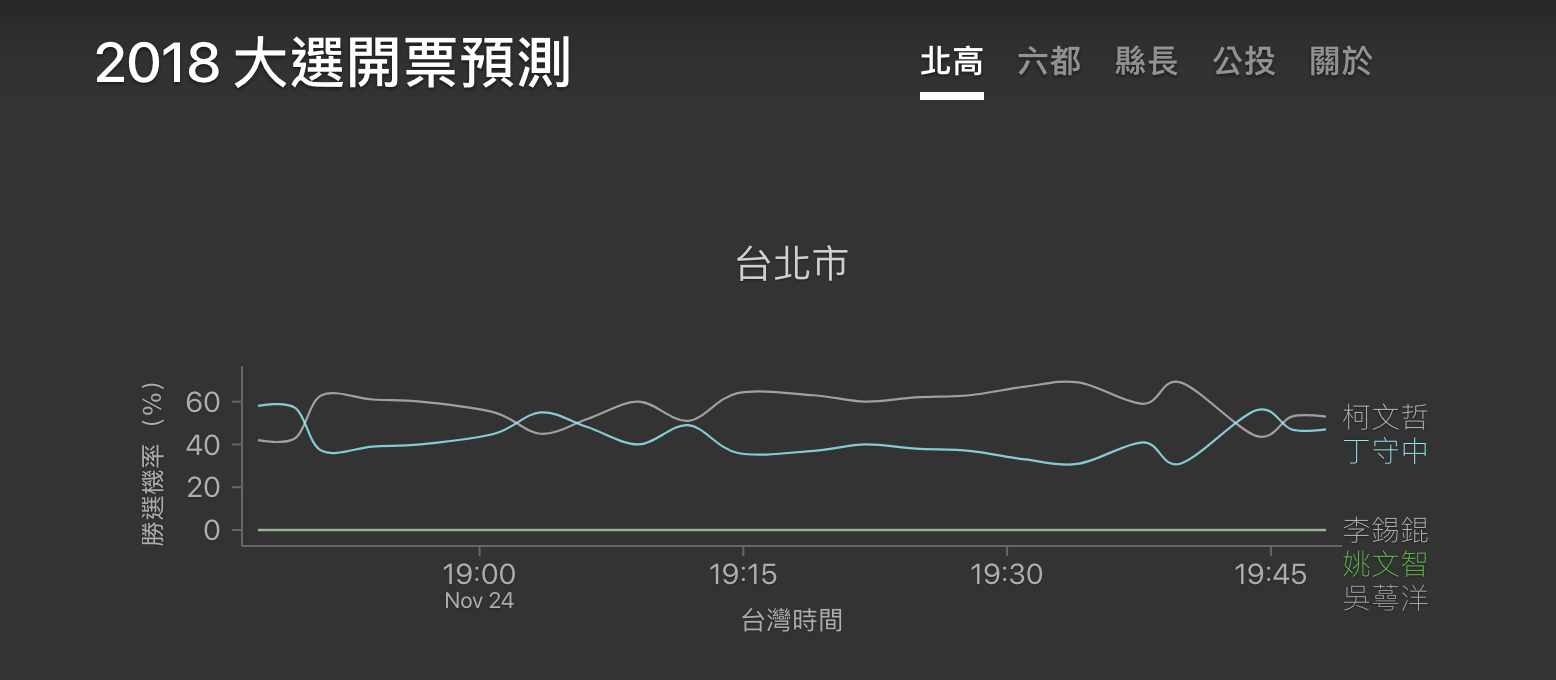 2018 大選開票預測
北高 六都 縣長 公投 關於
台北市
勝選機率 (%)
60
40
20
0
19:00 19:15 19:30 19:45
Nov 24
台灣時間
柯文哲
丁守中
李錫錕
姚文智
吳蕚洋